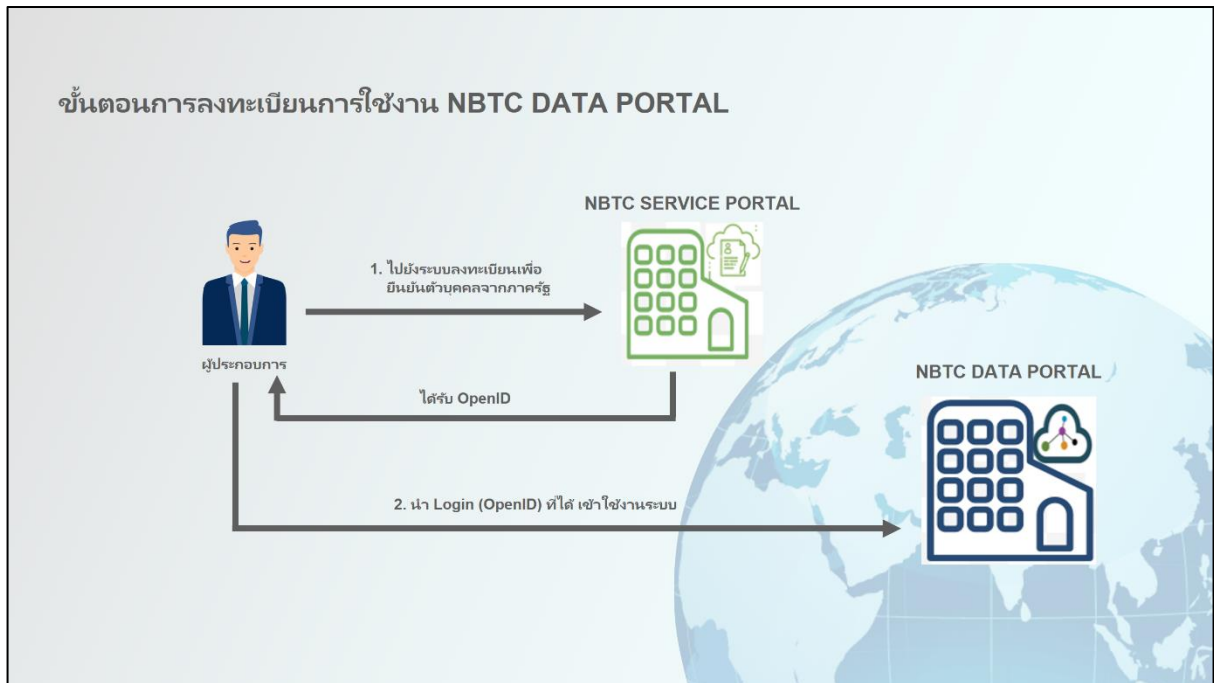 ขั้นตอนการลงทะเบียนการใช้งาน NBTC DATA PORTAL
NBTC SERVICE PORTAL
1. ไปยังระบบลงทะเบียนเพื่อ
ยืนยันตัวบุคคลจากภาครัฐ
ผู้ประกอบการ
ได้รับ OpenID
NBTC DATA PORTAL
2. นำ Login (OpenID) ที่ได้ เข้าใช้งานระบบ